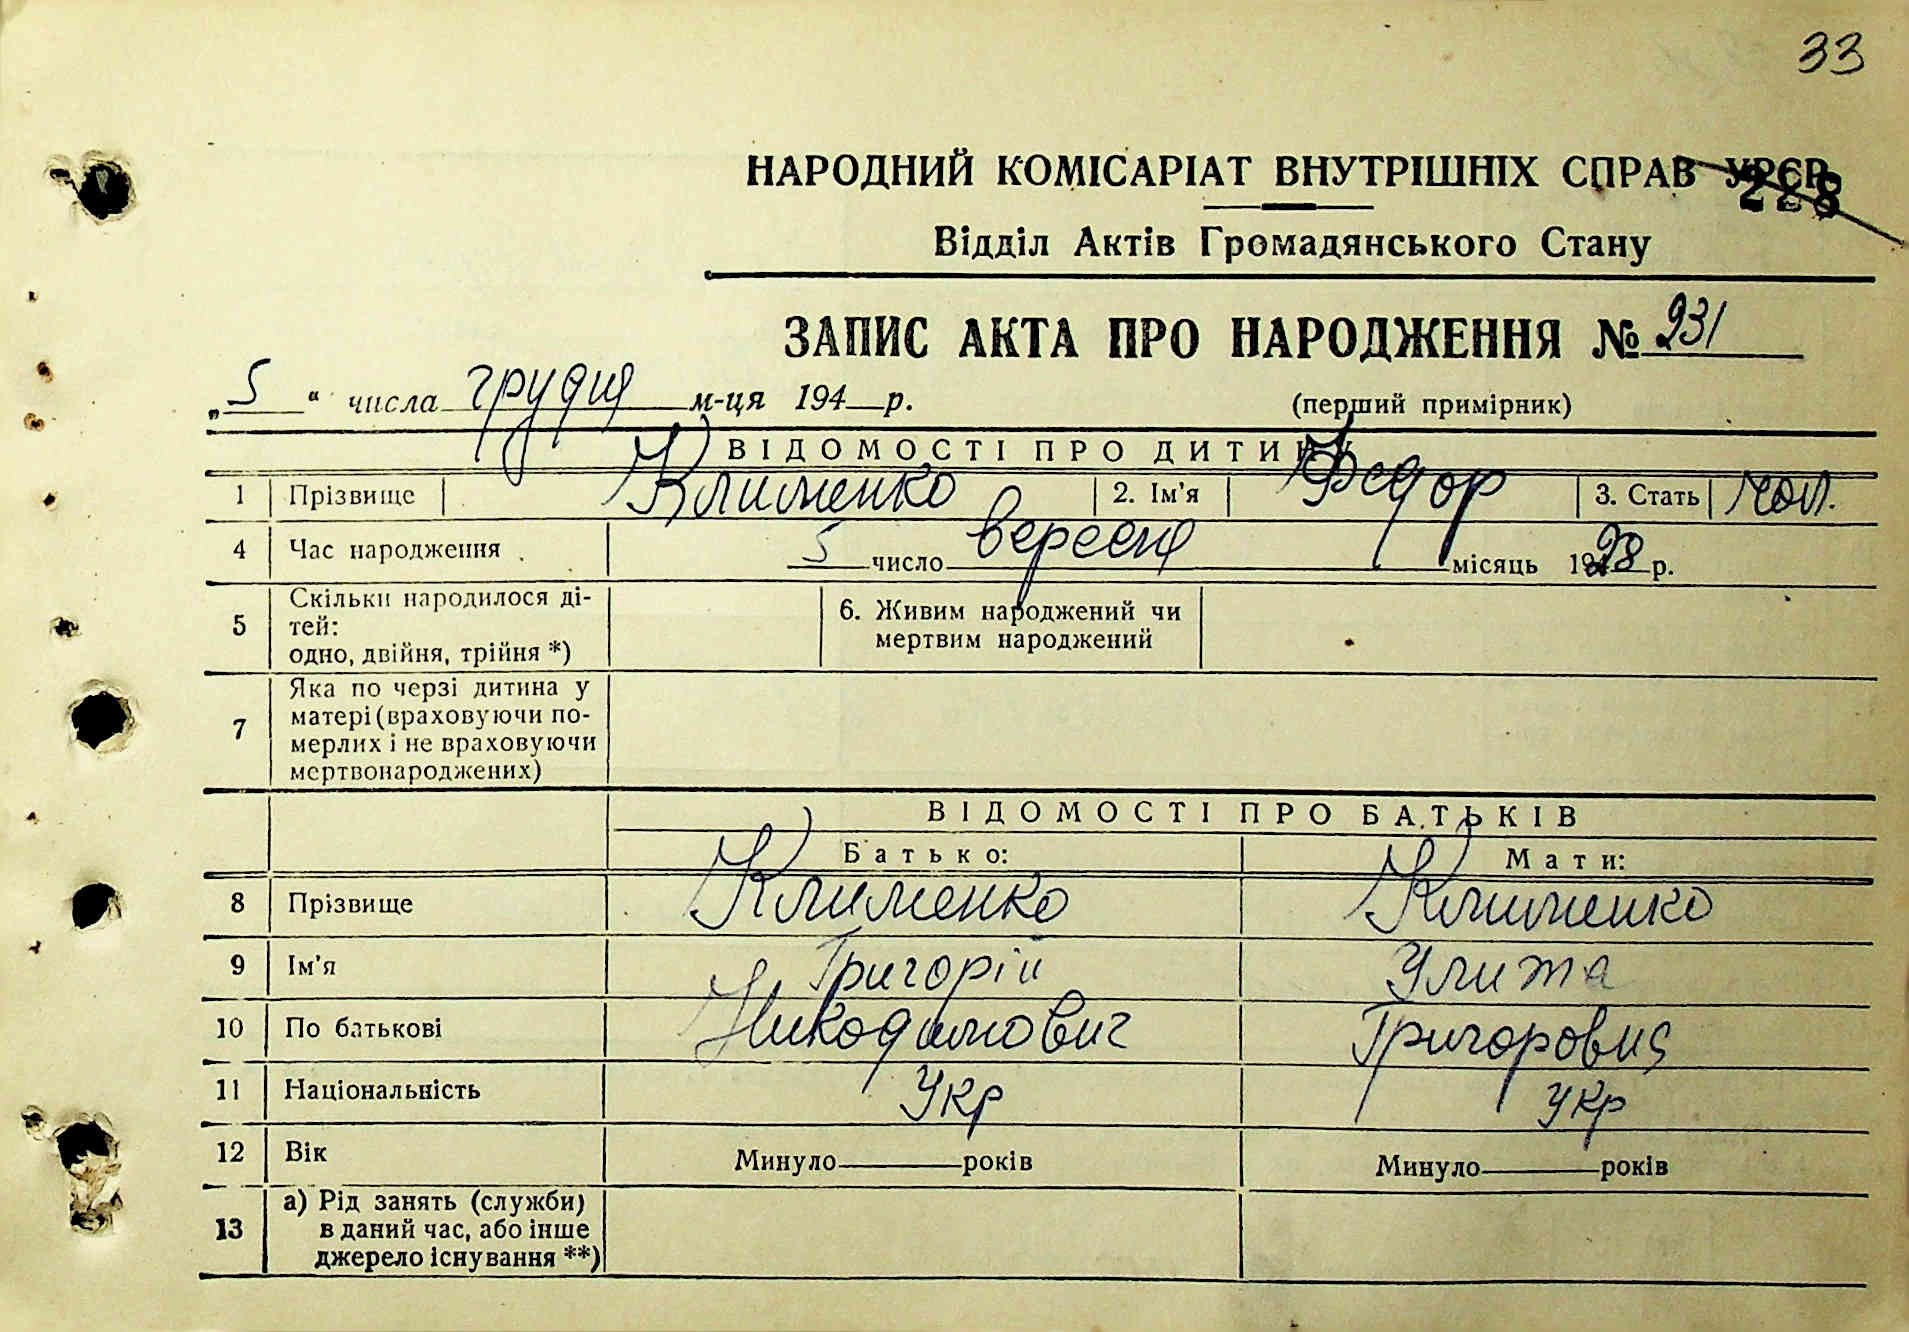 33
НАРОДНИЙ КОМІСАРІАТ ВНУТРІШНІХ СПРАВ УРСР
228
Відділ Актів Громадянського Стану
ЗАПИС АКТА ПРО НАРОДЖЕННЯ № 931
„5“ числа грудня м-ця 194 р. (перший примірник)
ВІДОМОСТІ ПРО ДИТИНУ
1 Прізвище Клименко 2. Ім'я Федор 3. Стать чол.
4 Час народження 5 число вересня місяць 1928 р.
5 Скільки народилося ді-
тей:
одно, двійня, трійня *)
6. Живим народжений чи
мертвим народжений
7 Яка по черзі дитина у
матері (враховуючи по-
мерлих і не враховуючи
мертвонароджених)
ВІДОМОСТІ ПРО БАТЬКІВ
Батько: Мати:
8 Прізвище Клименко Клименко
9 Ім'я Григорій Улита
10 По батькові Никодимович Григоровна
11 Національність Укр Укр
12 Вік Минуло років Минуло років
13 а) Рід занять (служби)
в даний час, або інше
джерело існування **)